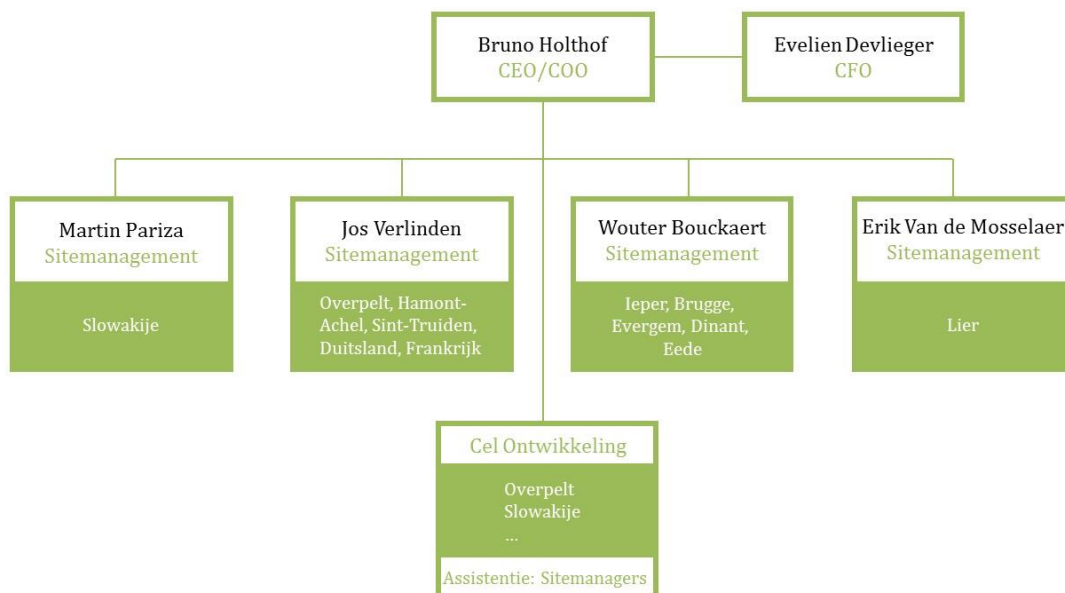 Bruno Holthof
CEO/COO
Evelien Devlieger
CFO
Martin Pariza
Sitemanagement
Slowakije
Jos Verlinden
Sitemanagement
Overpelt, Hamont-
Achel, Sint-Truiden,
Duitsland, Frankrijk
Wouter Bouckaert
Sitemanagement
Ieper, Brugge,
Evergem, Dinant,
Eede
Erik Van de Mosselaer
Sitemanagement
Lier
Cel Ontwikkeling
Overpelt
Slowakije
...
Assistentie: Sitemanagers